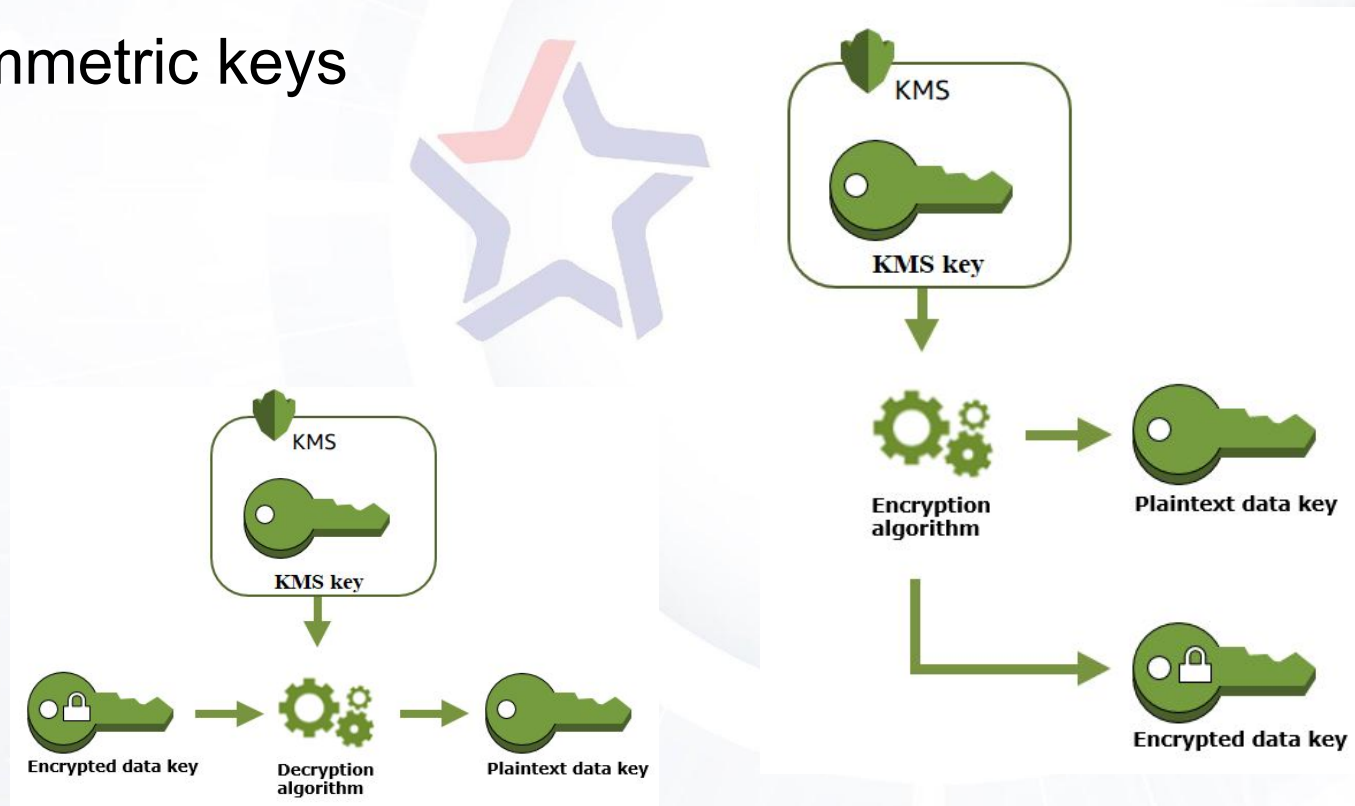 mmetric keys
KMS
KMS key
Encryption
algorithm
Plaintext data key
Encrypted data key
KMS
KMS key
Encrypted data key
Decryption
algorithm
Plaintext data key